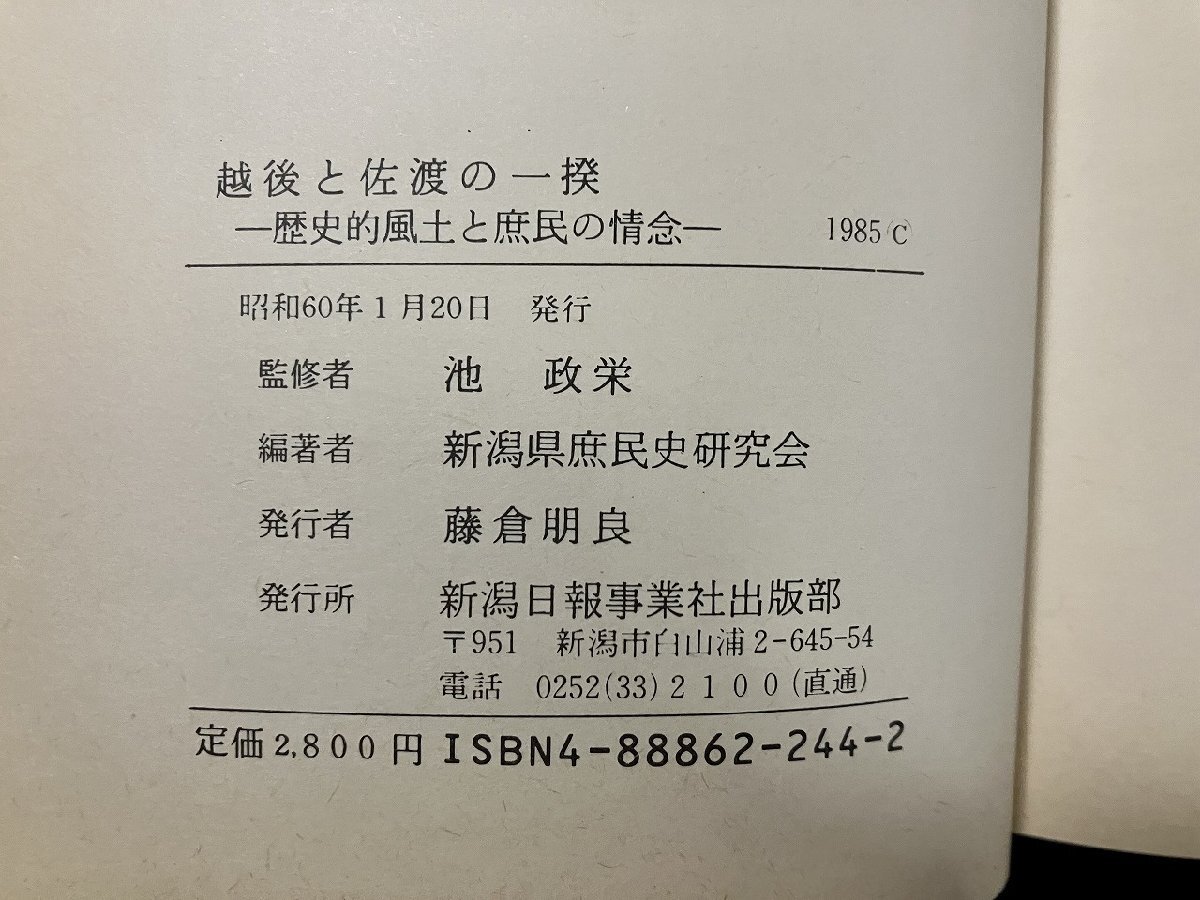 越後と佐渡の一揆
―歴史的風土と庶民の情念― 1985 ©
昭和60年1月20日 発行
監修者 池 政栄
編著者 新潟県庶民史研究会
発行者 藤倉朋良
発行所 新潟日報事業社出版部
〒951 新潟市白山浦2-645-54
電話 0252(33)2100(直通)
定価2,800円 ISBN4-88862-244-2